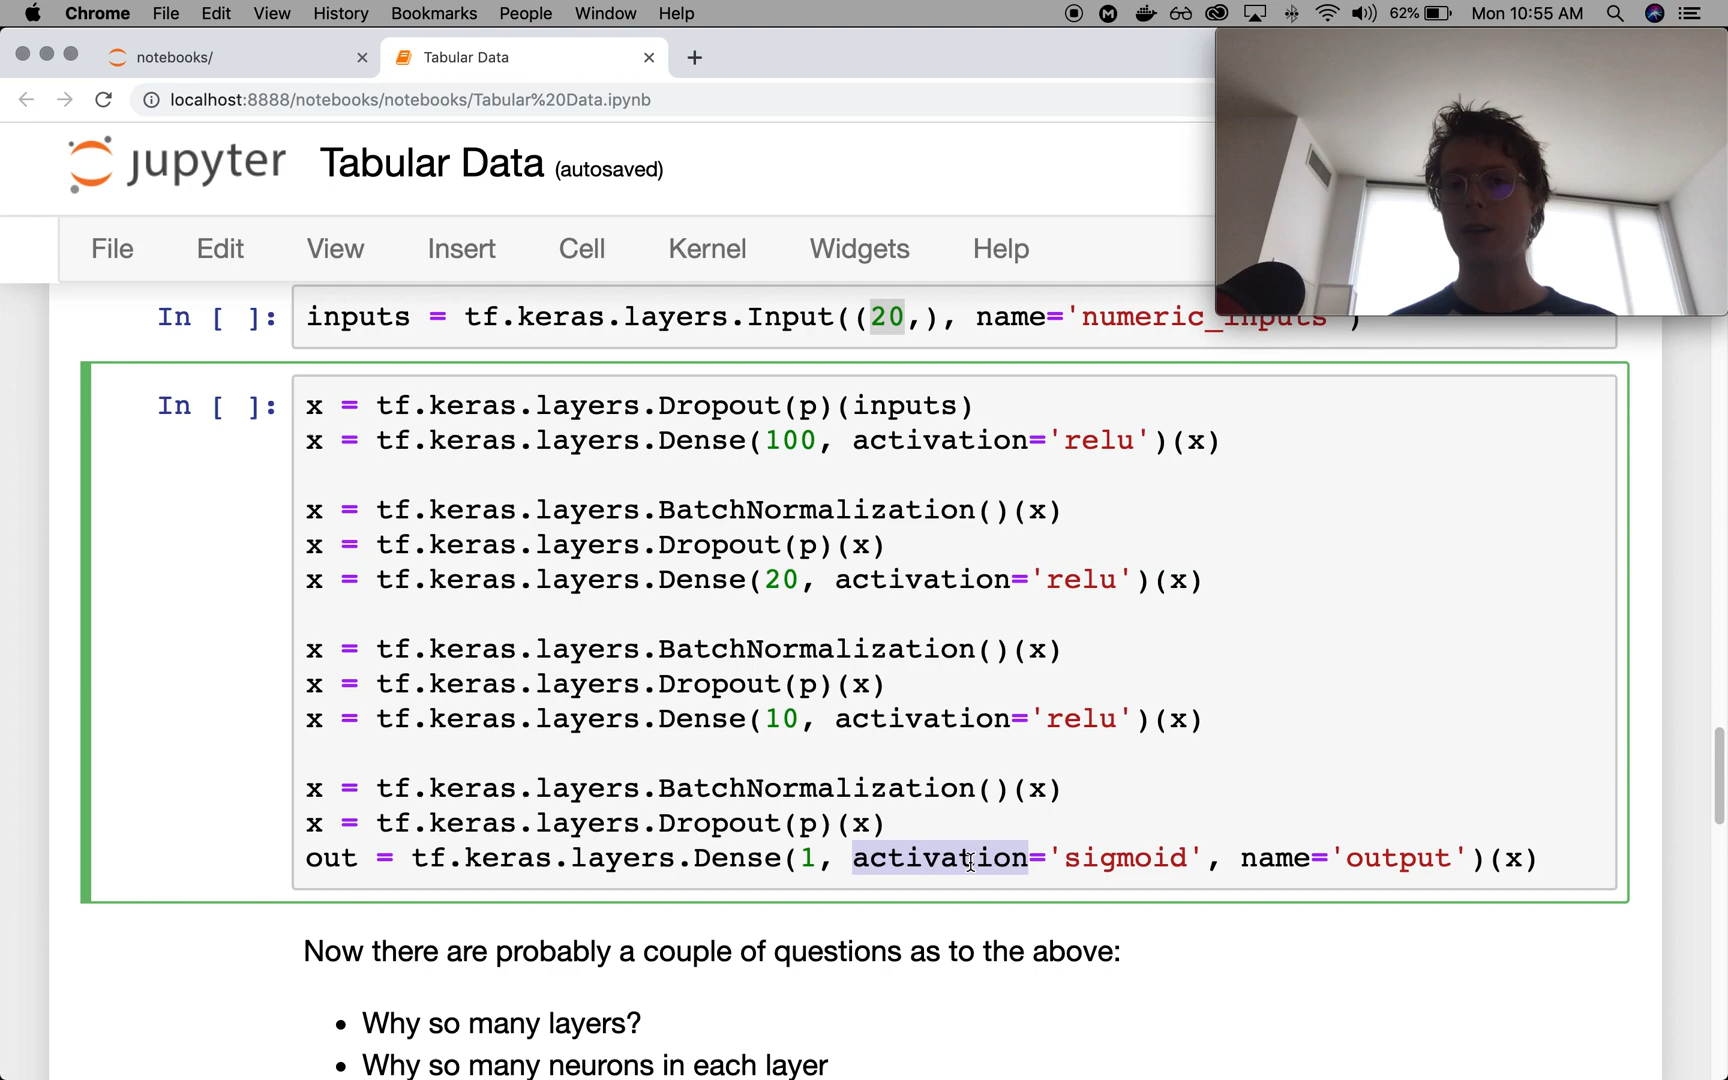 Chrome File Edit View History Bookmarks People Window Help 62% Mon 10:55 AM
notebooks/ Tabular Data
localhost:8888/notebooks/notebooks/Tabular%20Data.ipynb
jupyter Tabular Data (autosaved)
File Edit View Insert Cell Kernel Widgets Help
In [ ]: inputs = tf.keras.layers.Input((20,), name='numeric_inputs')
In [ ]: x = tf.keras.layers.Dropout(p)(inputs)
x = tf.keras.layers.Dense(100, activation='relu')(x)
x = tf.keras.layers.BatchNormalization()(x)
x = tf.keras.layers.Dropout(p)(x)
x = tf.keras.layers.Dense(20, activation='relu')(x)
x = tf.keras.layers.BatchNormalization()(x)
x = tf.keras.layers.Dropout(p)(x)
x = tf.keras.layers.Dense(10, activation='relu')(x)
x = tf.keras.layers.BatchNormalization()(x)
x = tf.keras.layers.Dropout(p)(x)
out = tf.keras.layers.Dense(1, activation='sigmoid', name='output')(x)
Now there are probably a couple of questions as to the above:
• Why so many layers?
• Why so many neurons in each layer